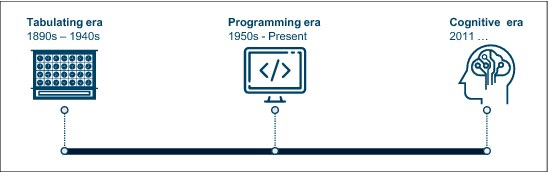 Tabulating era
1890s – 1940s
Programming era
1950s - Present
Cognitive era
2011 ...
</>